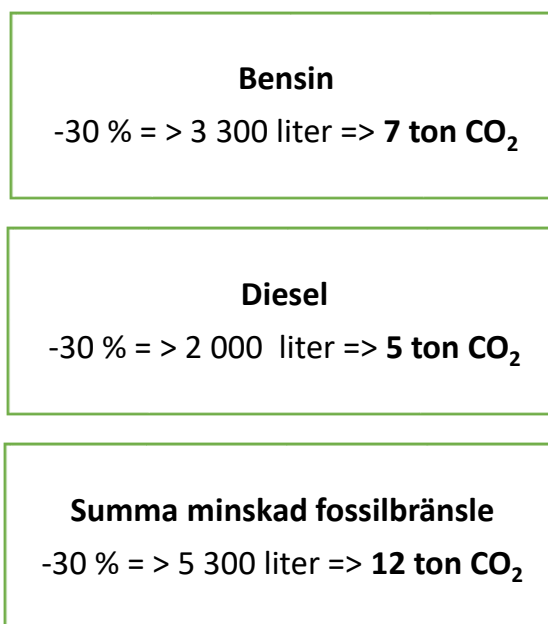 Bensin
-30 % = > 3 300 liter => 7 ton CO₂
Diesel
-30 % = > 2 000  liter => 5 ton CO₂
Summa minskad fossilbränsle
-30 % = > 5 300 liter => 12 ton CO₂